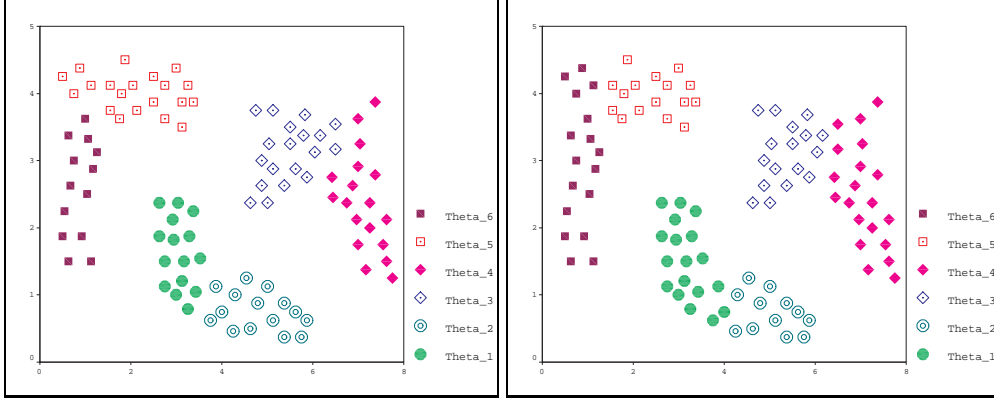 5
4
3
2
1
0
0 2 4 6 8
Theta_6
Theta_5
Theta_4
Theta_3
Theta_2
Theta_1
5
4
3
2
1
0
0 2 4 6 8
Theta_6
Theta_5
Theta_4
Theta_3
Theta_2
Theta_1